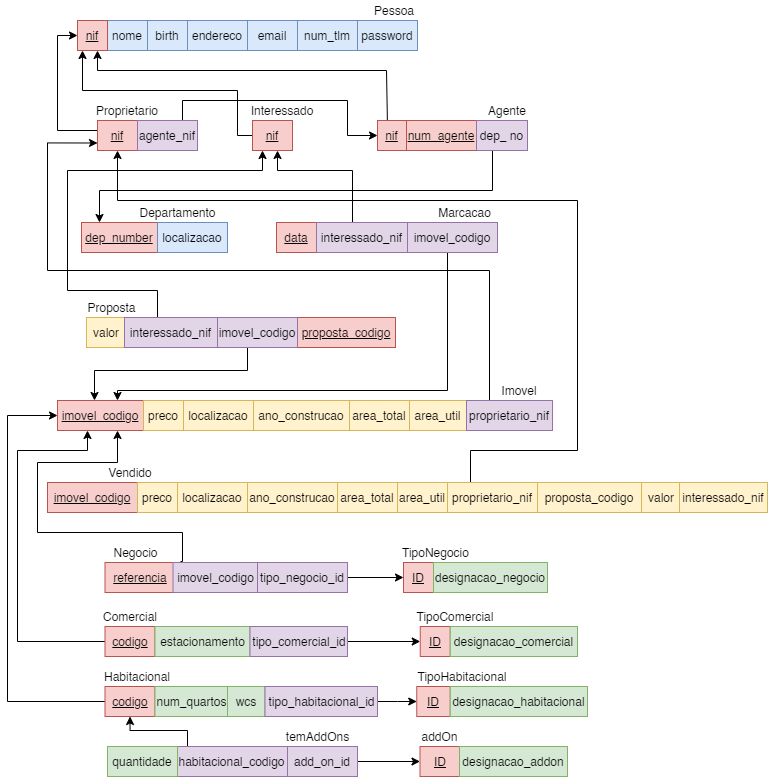 Pessoa
nif nome birth endereco email num_tlm password
Proprietario Interessado Agente
nif agente_nif nif nif num_agente dep_ no
Departamento Marcacao
dep_number localizacao data interessado_nif imovel_codigo
Proposta
valor interessado_nif imovel_codigo proposta_codigo
Imovel
imovel_codigo preco localizacao ano_construcao area_total area_util proprietario_nif
Vendido
imovel_codigo preco localizacao ano_construcao area_total area_util proprietario_nif proposta_codigo valor interessado_nif
Negocio TipoNegocio
referencia imovel_codigo tipo_negocio_id ID designacao_negocio
Comercial TipoComercial
codigo estacionamento tipo_comercial_id ID designacao_comercial
Habitacional TipoHabitacional
codigo num_quartos wcs tipo_habitacional_id ID designacao_habitacional
temAddOns addOn
quantidade habitacional_codigo add_on_id ID designacao_addon